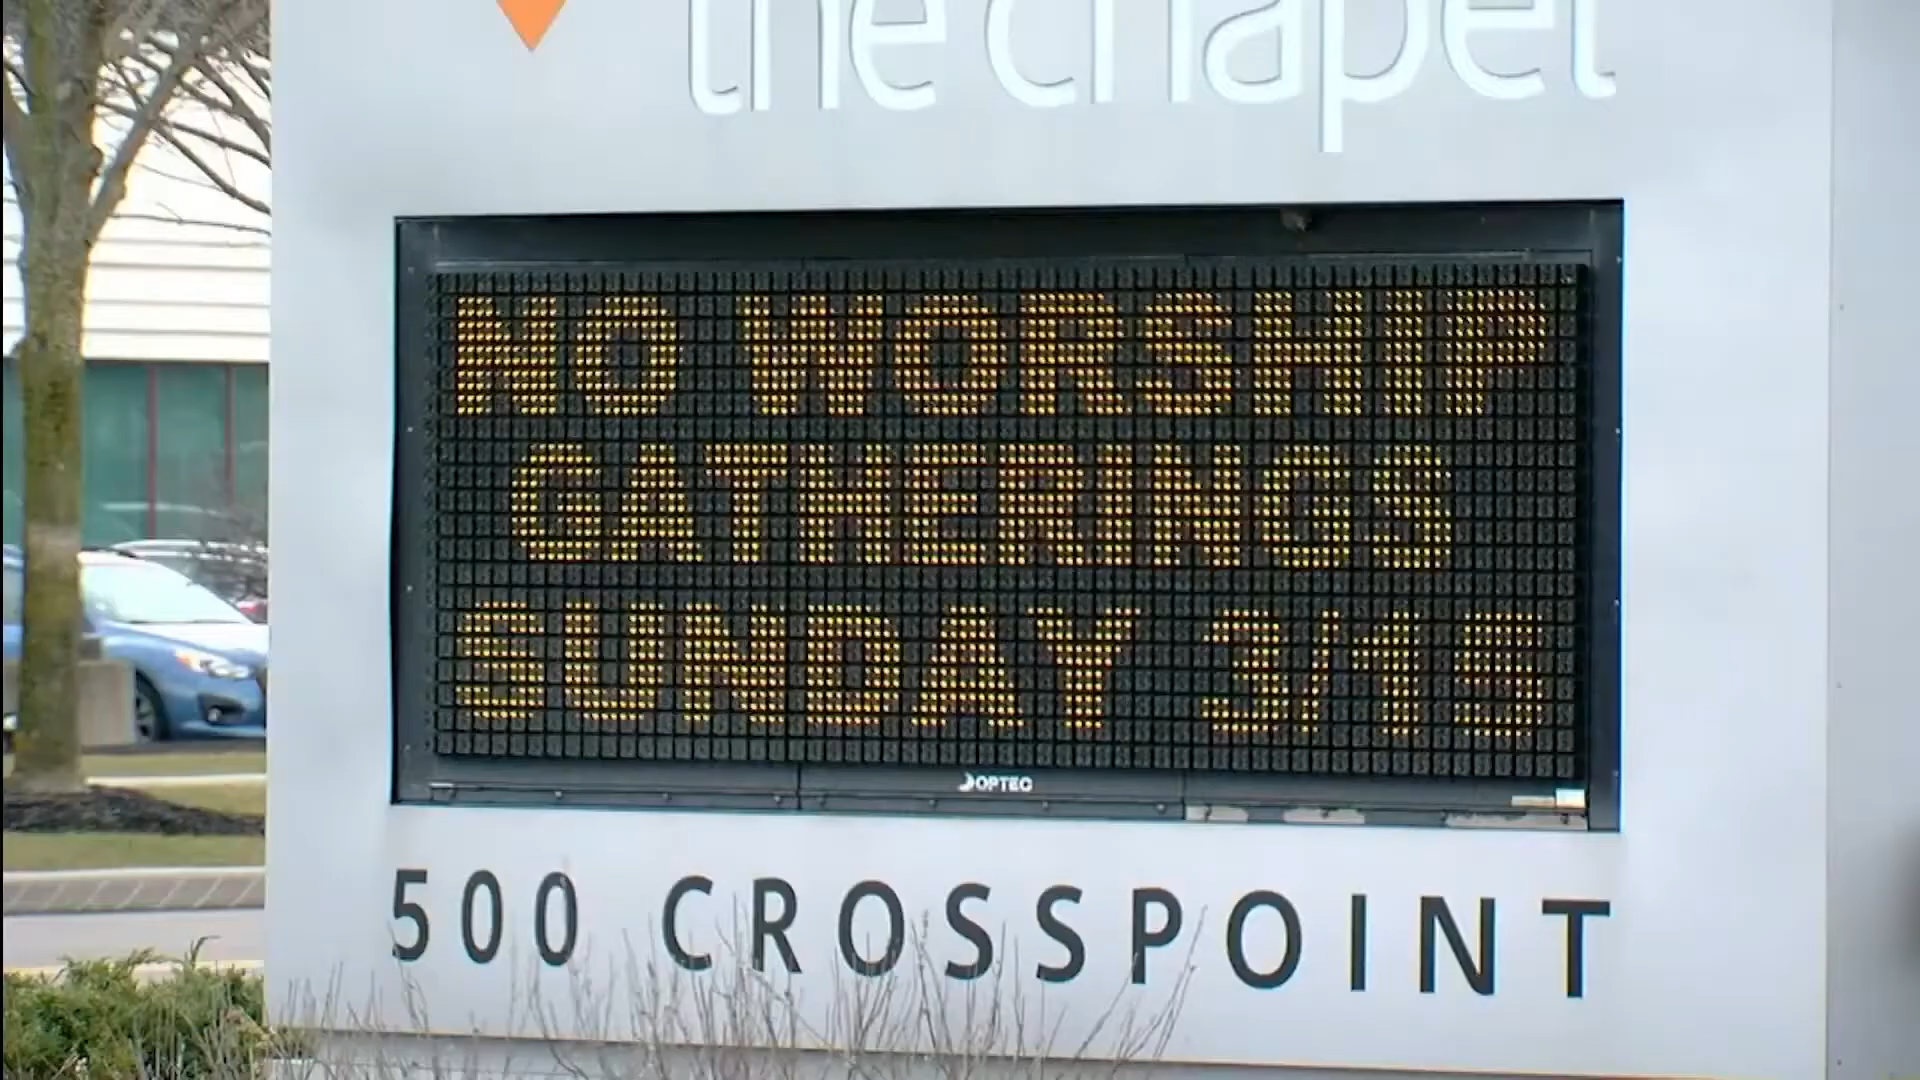 the chapel
NO WORSHIP
GATHERINGS
SUNDAY 3/15
OPTEC
500 CROSSPOINT